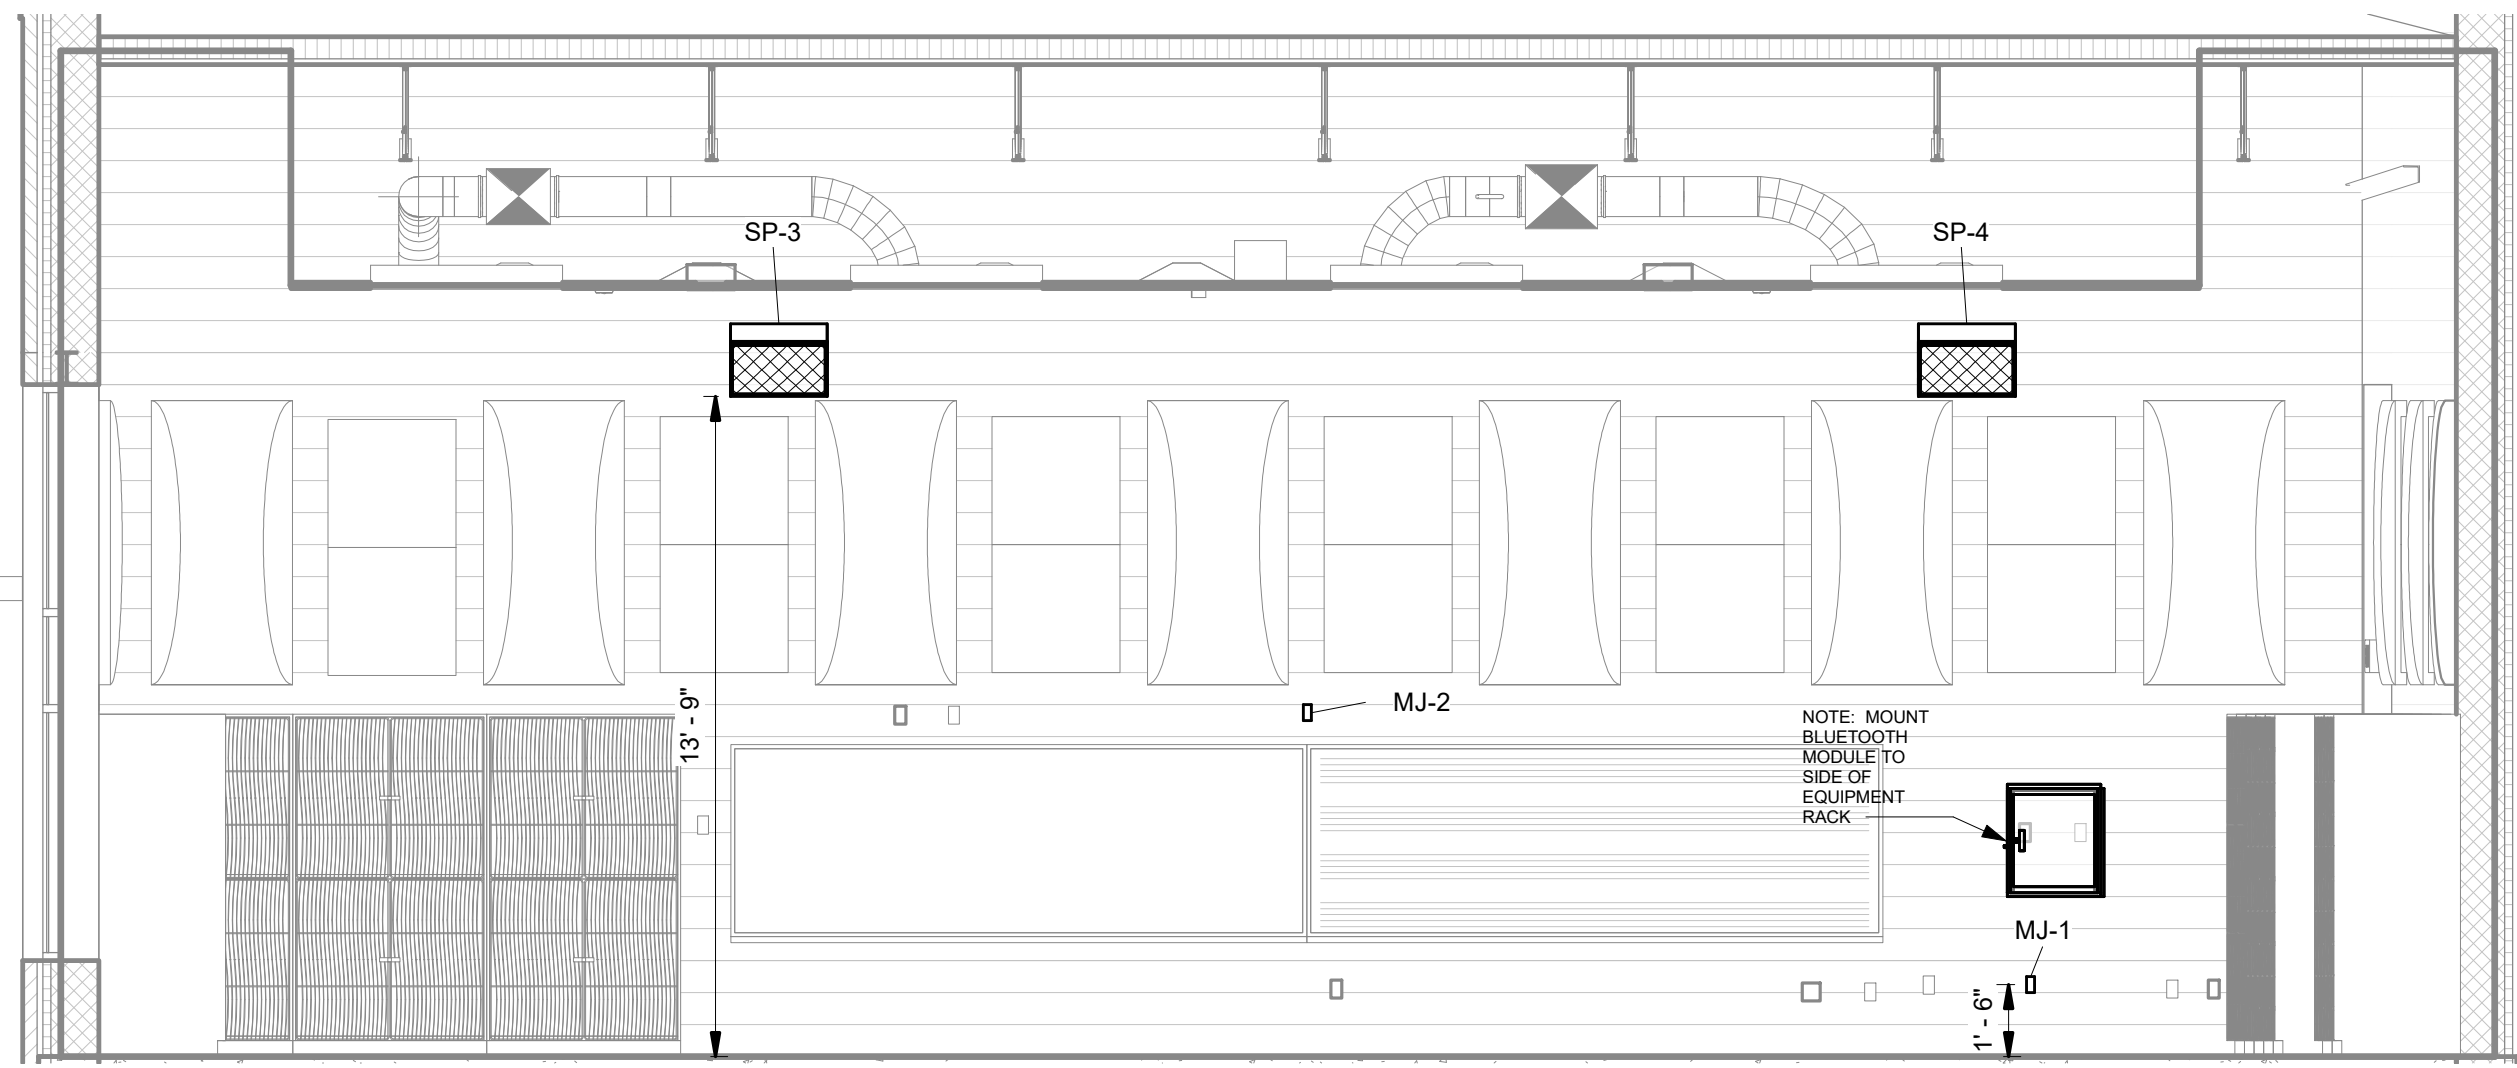 SP-3
SP-4
13' - 9"
MJ-2
NOTE:  MOUNT
BLUETOOTH
MODULE TO
SIDE OF
EQUIPMENT
RACK
MJ-1
1' - 6"